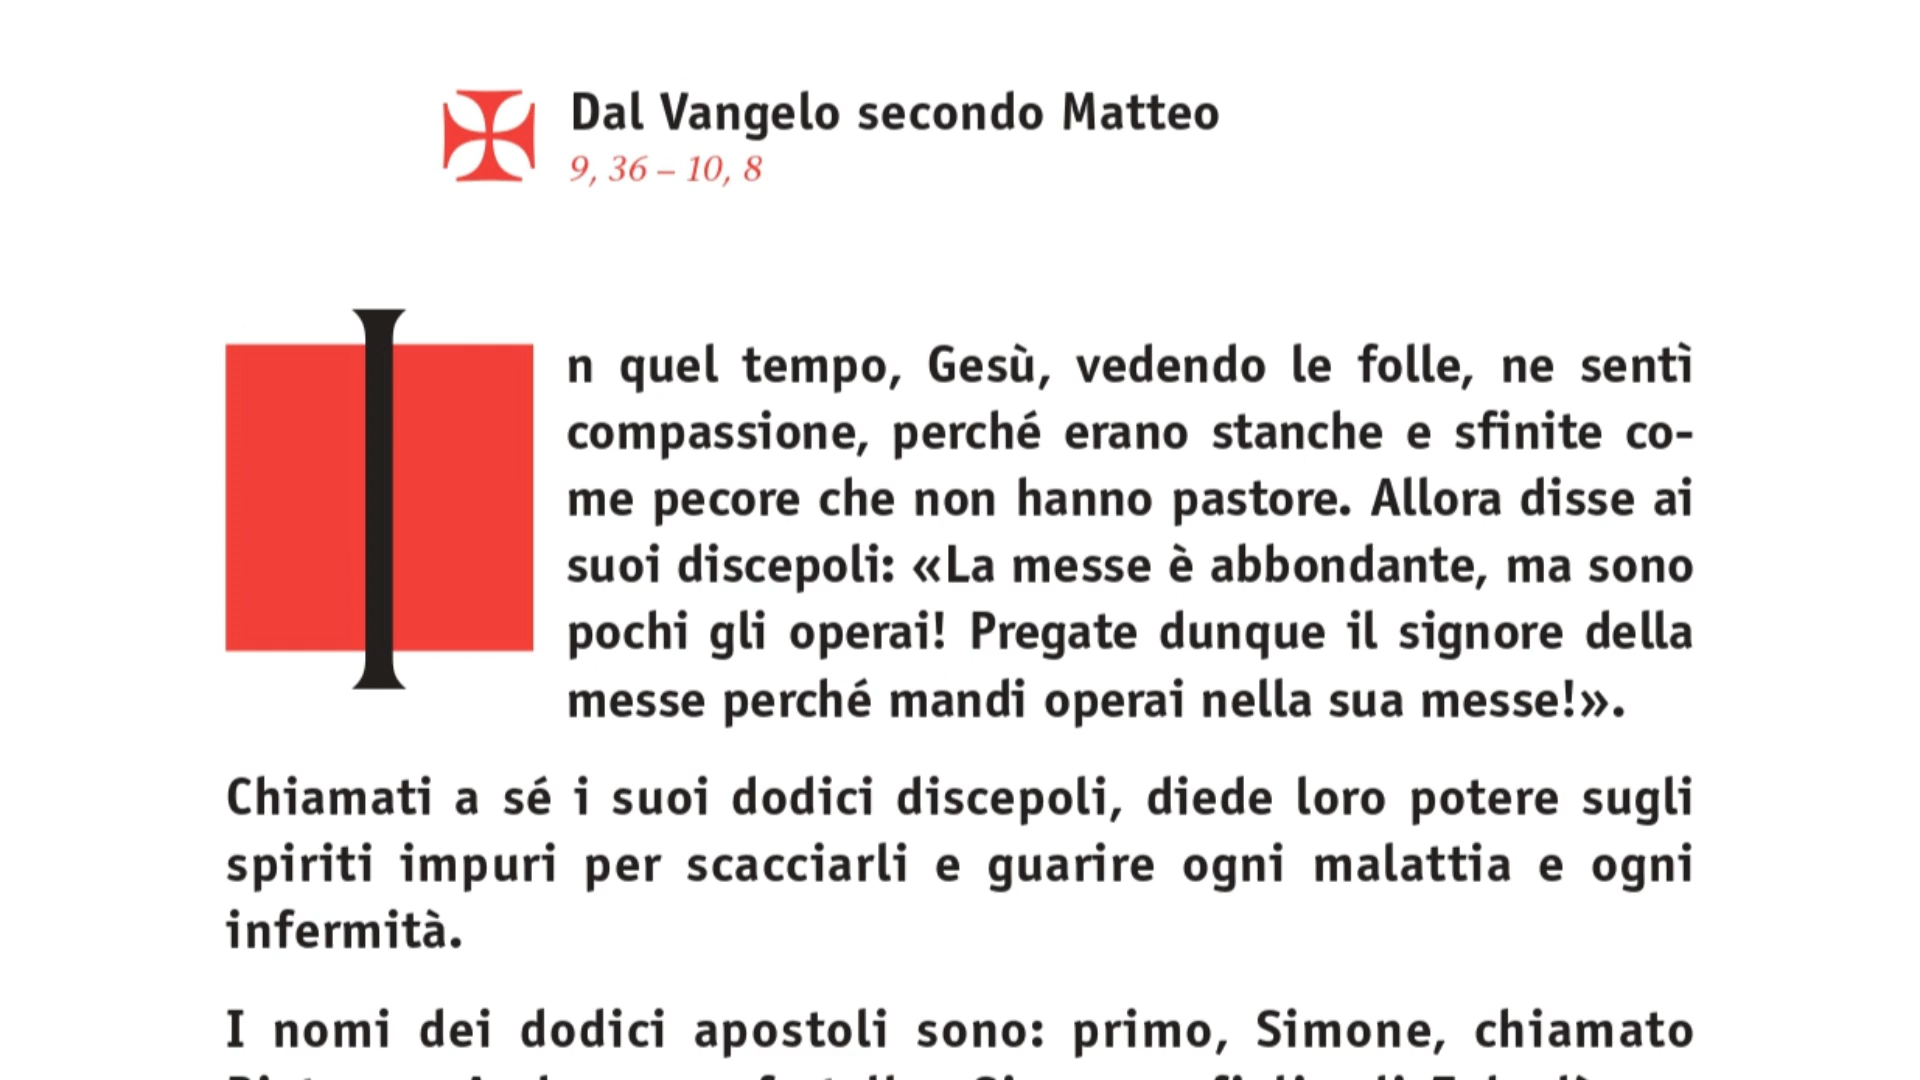 Dal Vangelo secondo Matteo
9, 36 – 10, 8
In quel tempo, Gesù, vedendo le folle, ne sentì
compassione, perché erano stanche e sfinite co-
me pecore che non hanno pastore. Allora disse ai
suoi discepoli: «La messe è abbondante, ma sono
pochi gli operai! Pregate dunque il signore della
messe perché mandi operai nella sua messe!».
Chiamati a sé i suoi dodici discepoli, diede loro potere sugli
spiriti impuri per scacciarli e guarire ogni malattia e ogni
infermità.
I nomi dei dodici apostoli sono: primo, Simone, chiamato